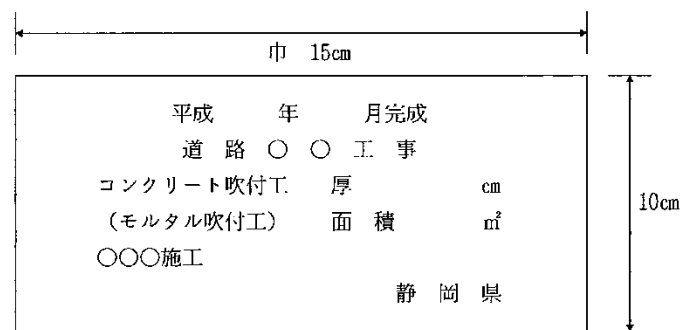 巾 15cm
平成 年 月完成
道路○○工事
コンクリート吹付工 厚 cm
(モルタル吹付工) 面積 ㎡
○○○施工
静岡県
10cm